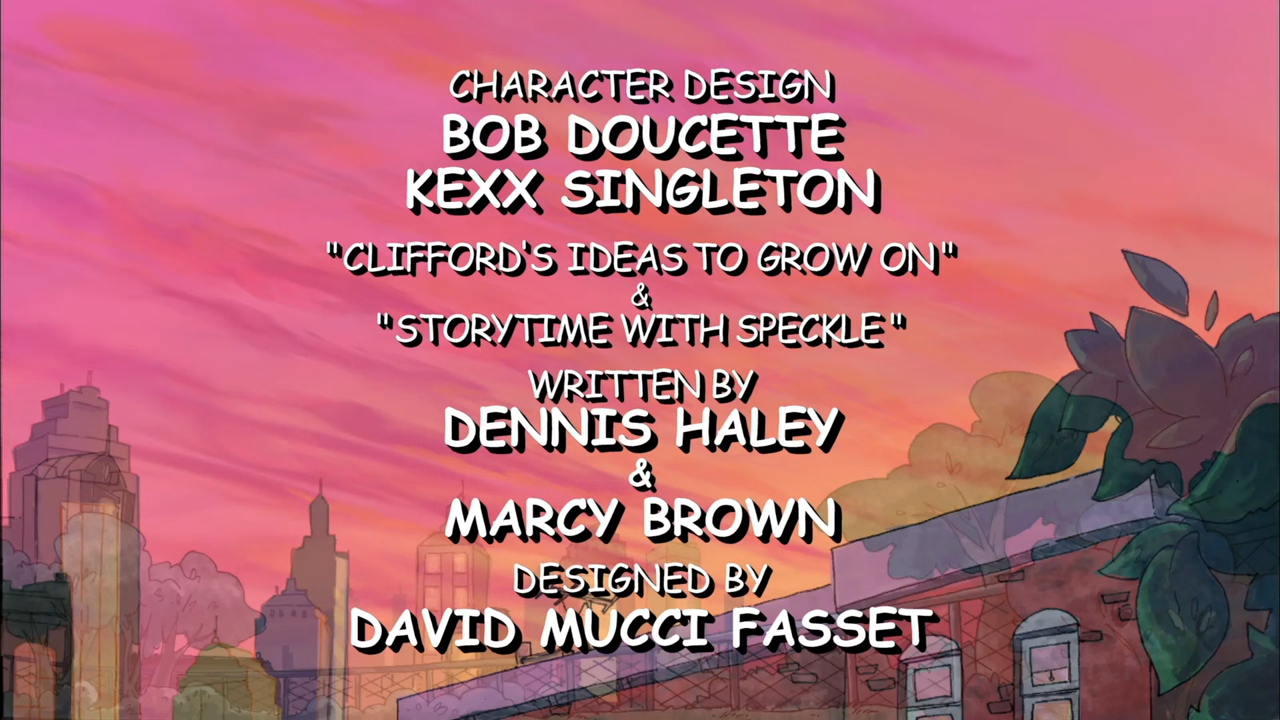 CHARACTER DESIGN
BOB DOUCETTE
KEXX SINGLETON
"CLIFFORD'S IDEAS TO GROW ON"
&
"STORYTIME WITH SPECKLE"
WRITTEN BY
DENNIS HALEY
&
MARCY BROWN
DESIGNED BY
DAVID MUCCI FASSET